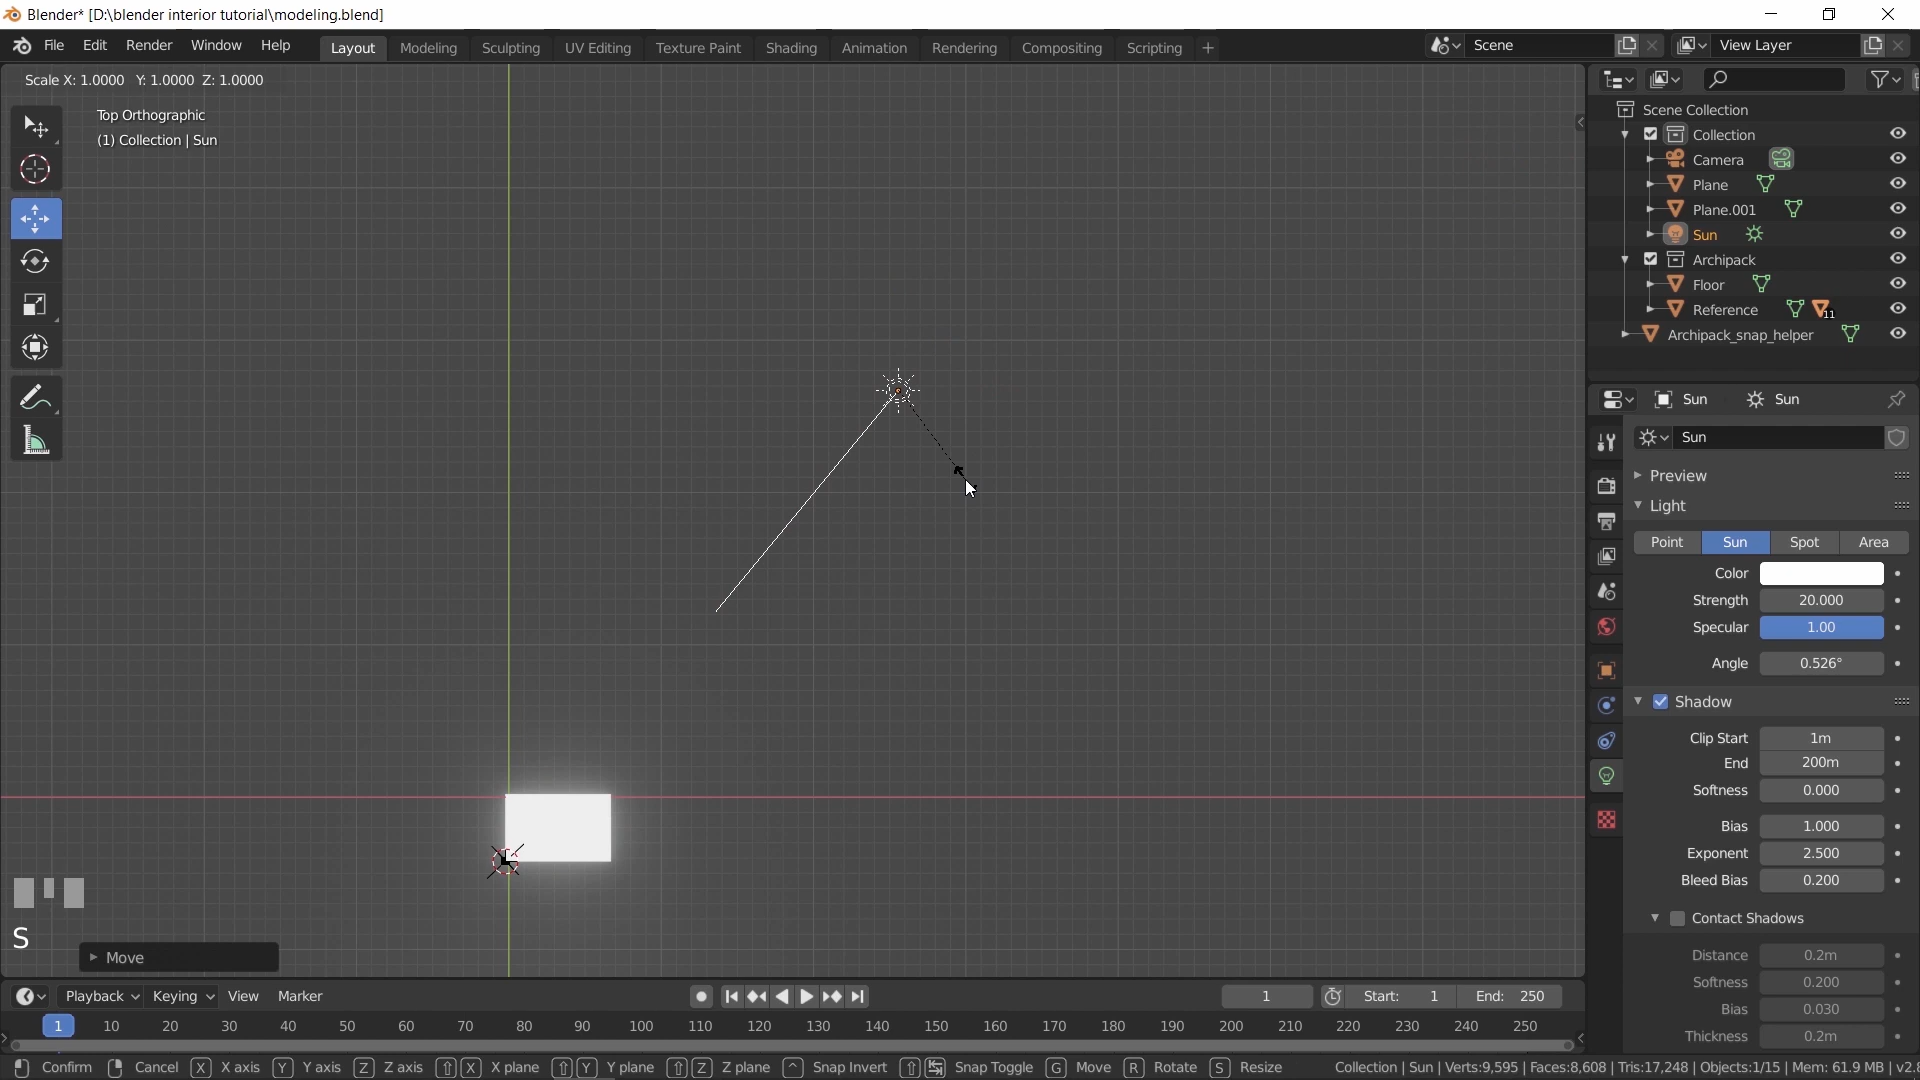 Blender* [D:\blender interior tutorial\modeling.blend]
File Edit Render Window Help Layout Modeling Sculpting UV Editing Texture Paint Shading Animation Rendering Compositing Scripting + Scene View Layer
Scale X: 1.0000 Y: 1.0000 Z: 1.0000
Top Orthographic
(1) Collection | Sun
Scene Collection
Collection
Camera
Plane
Plane.001
Sun
Archipack
Floor
Reference 11
Archipack_snap_helper
Sun Sun
Sun
Preview
Light
Point Sun Spot Area
Color
Strength 20.000
Specular 1.00
Angle 0.526°
Shadow
Clip Start 1m
End 200m
Softness 0.000
Bias 1.000
Exponent 2.500
Bleed Bias 0.200
Contact Shadows
Distance 0.2m
Softness 0.200
Bias 0.030
Thickness 0.2m
S
Move
Playback Keying View Marker 1 Start: 1 End: 250
1 10 20 30 40 50 60 70 80 90 100 110 120 130 140 150 160 170 180 190 200 210 220 230 240 250
Confirm Cancel X X axis Y Y axis Z Z axis X X plane Y Y plane Z Z plane ^ Snap Invert Snap Toggle G Move R Rotate S Resize Collection | Sun | Verts:9,595 | Faces:8,608 | Tris:17,248 | Objects:1/15 | Mem: 61.9 MB | v2.8